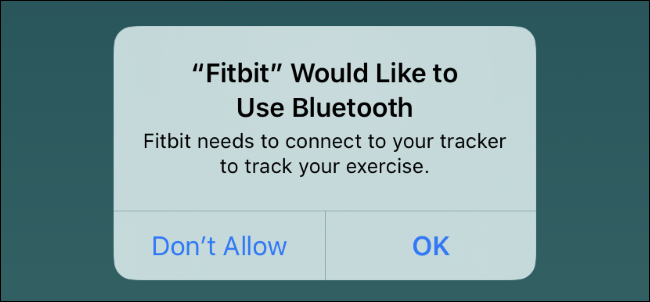 “Fitbit” Would Like to
Use Bluetooth
Fitbit needs to connect to your tracker
to track your exercise.
Don’t Allow
OK